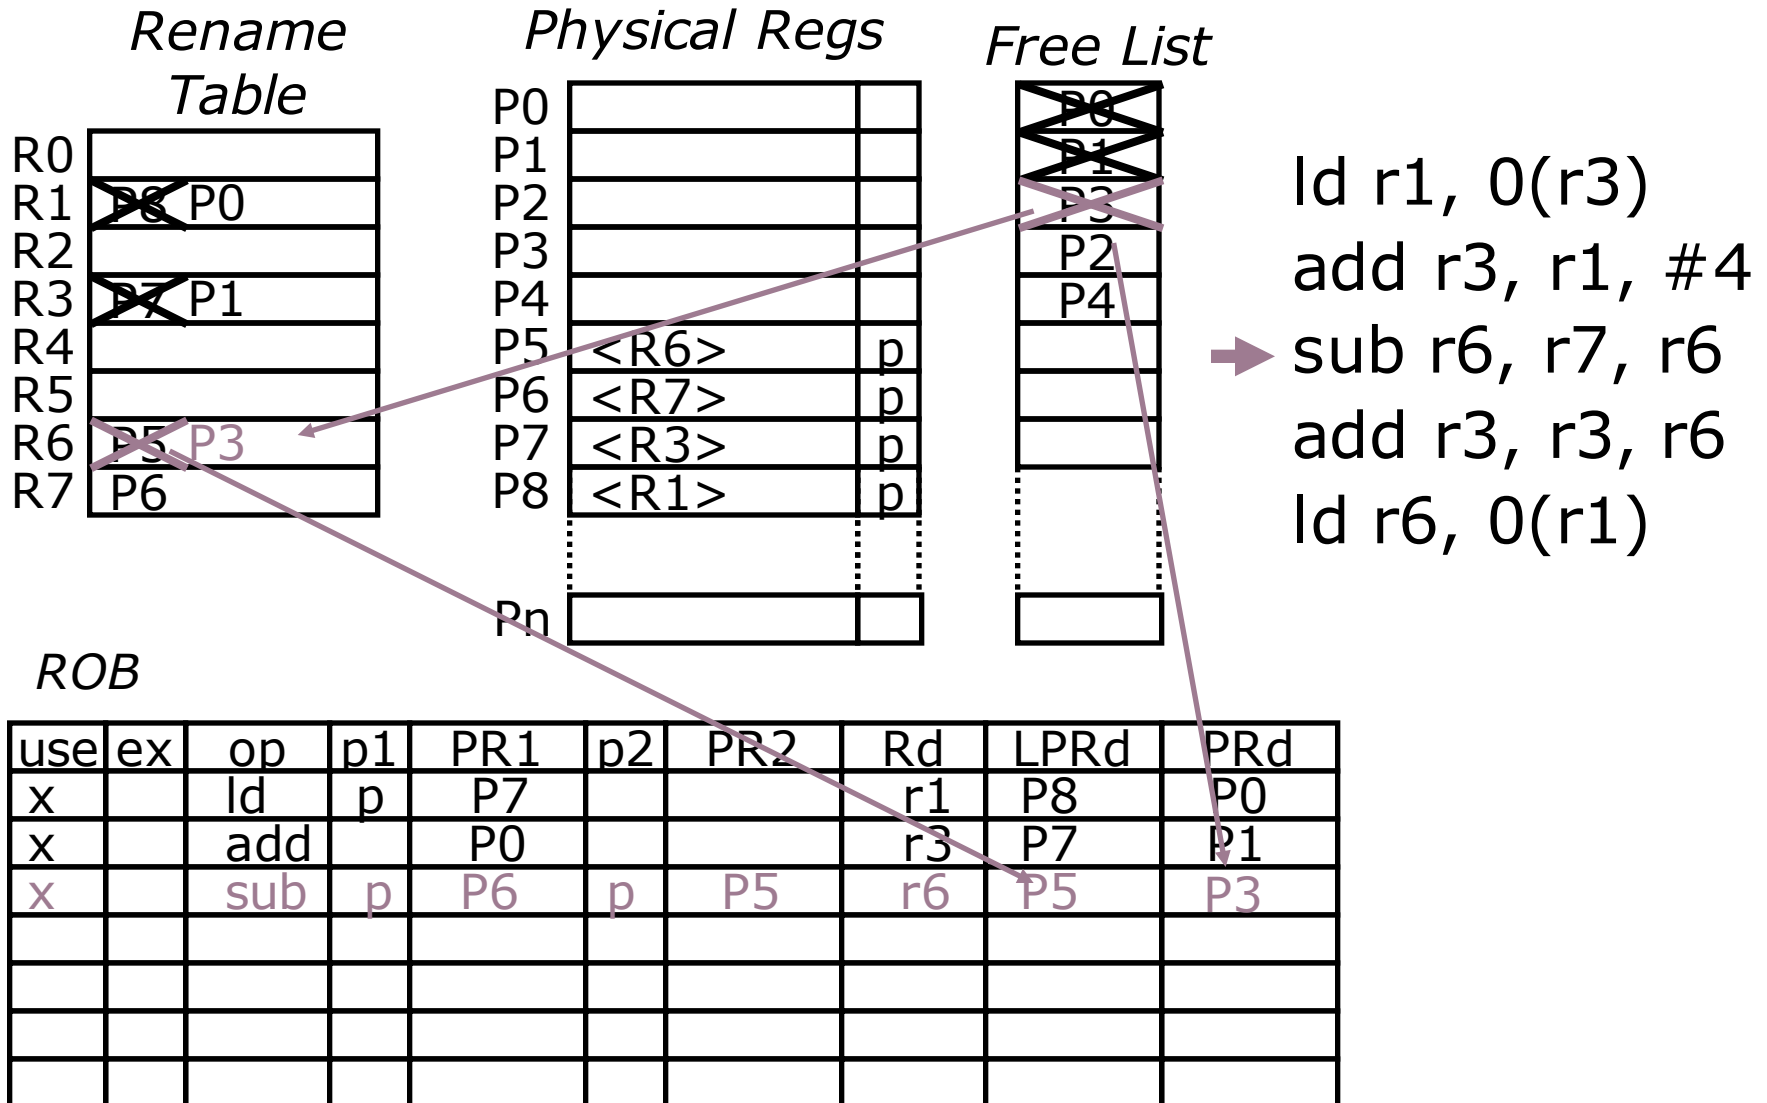 Rename Table
Physical Regs
Free List
R0
R1 P8 P0
R2
R3 P7 P1
R4
R5
R6 P5 P3
R7 P6
P0
P1
P2
P3
P4
P5 <R6> p
P6 <R7> p
P7 <R3> p
P8 <R1> p
Pn
P0
P1
P3
P2
P4
ld r1, 0(r3)
add r3, r1, #4
sub r6, r7, r6
add r3, r3, r6
ld r6, 0(r1)
ROB
use ex op p1 PR1 p2 PR2 Rd LPRd PRd
x ld p P7 r1 P8 P0
x add P0 r3 P7 P1
x sub p P6 p P5 r6 P5 P3